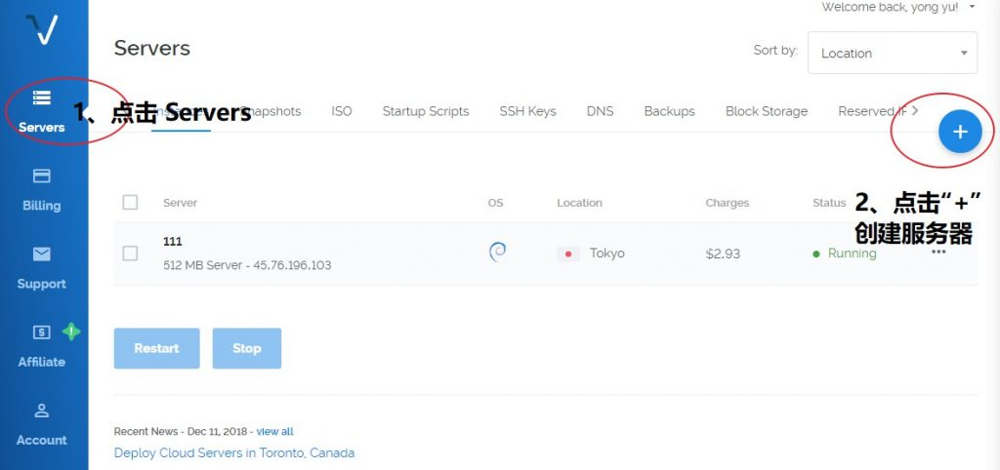 Welcome back, yong yu!
Servers
Sort by:
Location
Servers
1、点击 Servers
Snapshots
ISO
Startup Scripts
SSH Keys
DNS
Backups
Block Storage
Reserved IP
+
Billing
Server
OS
Location
Charges
Status
2、点击“+”
创建服务器
111
512 MB Server - 45.76.196.103
Tokyo
$2.93
Running
Support
Restart
Stop
Affiliate
Account
Recent News - Dec 11, 2018 - view all
Deploy Cloud Servers in Toronto, Canada